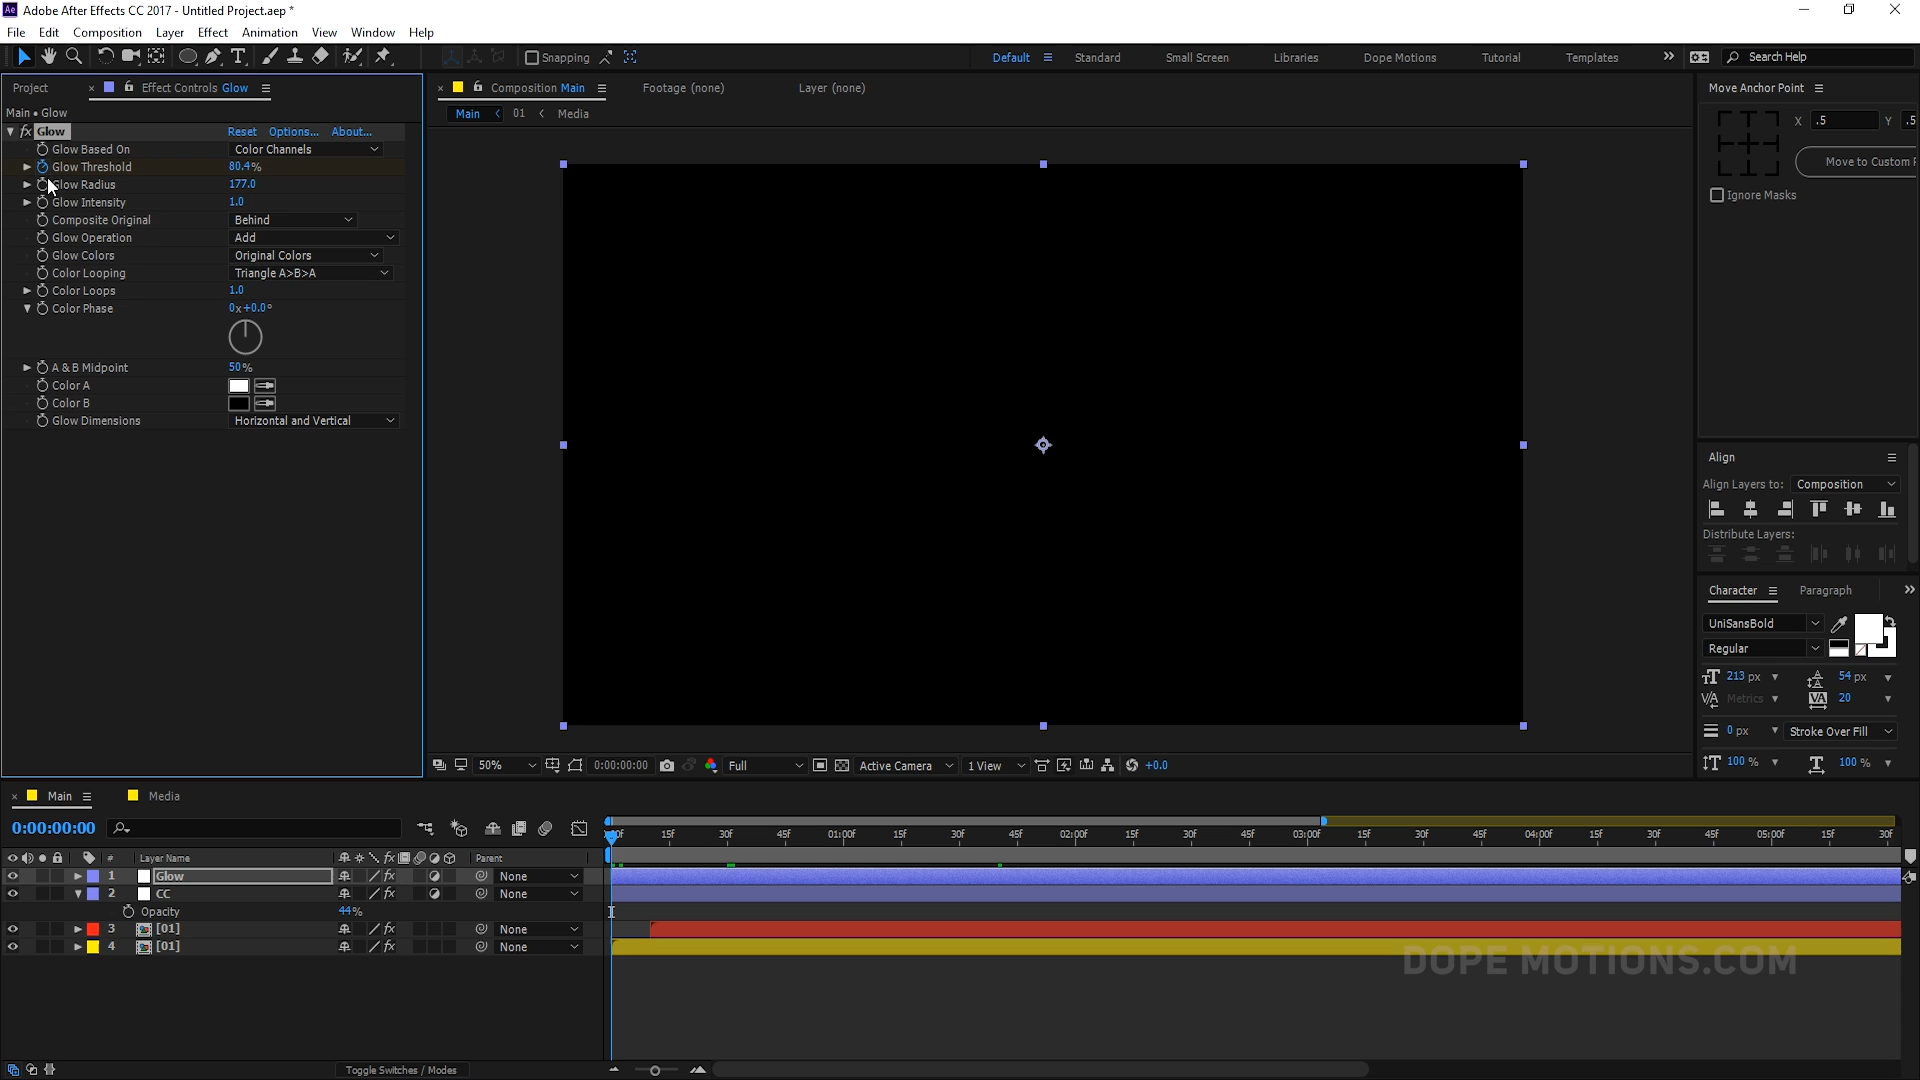 Adobe After Effects CC 2017 - Untitled Project.aep *
File Edit Composition Layer Effect Animation View Window Help
Snapping
Default Standard Small Screen Libraries Dope Motions Tutorial Templates
Search Help
Project
Effect Controls Glow
Main • Glow
fx Glow Reset Options... About...
Glow Based On Color Channels
Glow Threshold 80.4%
Glow Radius 177.0
Glow Intensity 1.0
Composite Original Behind
Glow Operation Add
Glow Colors Original Colors
Color Looping Triangle A>B>A
Color Loops 1.0
Color Phase 0x+0.0°
A & B Midpoint 50%
Color A
Color B
Glow Dimensions Horizontal and Vertical
Composition Main
Footage (none)
Layer (none)
Main 01 Media
50% 0:00:00:00 Full Active Camera 1 View +0.0
Move Anchor Point
X .5 Y .5
Move to Custom
Ignore Masks
Align
Align Layers to: Composition
Distribute Layers:
Character Paragraph
UniSansBold
Regular
213 px 54 px
Metrics 20
0 px Stroke Over Fill
100 % 100 %
Main Media
0:00:00:00
15f 30f 45f 01:00f 15f 30f 45f 02:00f 15f 30f 45f 03:00f 15f 30f 45f 04:00f 15f 30f 45f 05:00f 15f 30f
# Layer Name Parent
1 Glow None
2 CC None
Opacity 44%
3 [01] None
4 [01] None
DOPE MOTIONS.COM
Toggle Switches / Modes